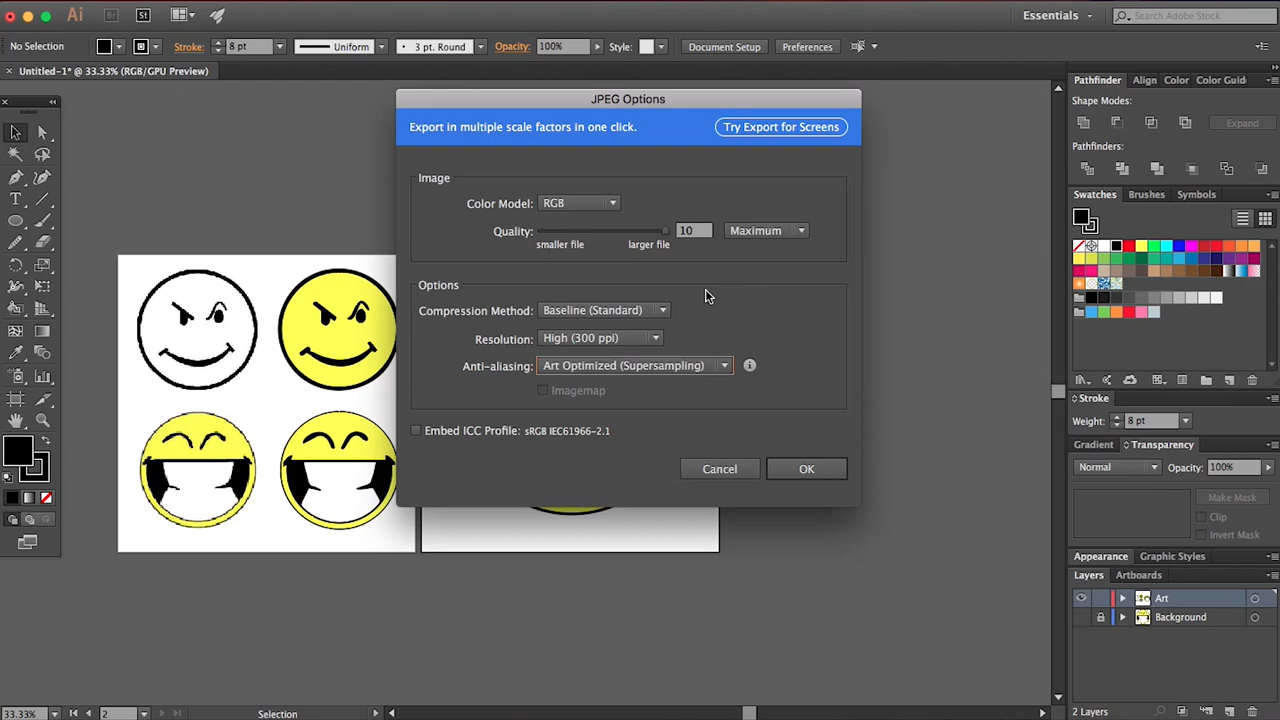 Ai Br St Essentials Search Adobe Stock
No Selection Stroke: 8 pt Uniform 3 pt. Round Opacity: 100% Style: Document Setup Preferences
× Untitled-1* @ 33.33% (RGB/GPU Preview)
JPEG Options
Export in multiple scale factors in one click. Try Export for Screens
Image
Color Model: RGB
Quality: 10 Maximum
smaller file larger file
Options
Compression Method: Baseline (Standard)
Resolution: High (300 ppi)
Anti-aliasing: Art Optimized (Supersampling)
Imagemap
Embed ICC Profile: sRGB IEC61966-2.1
Cancel OK
Pathfinder Align Color Color Guid
Shape Modes:
Expand
Pathfinders:
Swatches Brushes Symbols
Stroke
Weight: 8 pt
Gradient Transparency
Normal Opacity: 100%
Make Mask
Clip
Invert Mask
Appearance Graphic Styles
Layers Artboards
Art
Background
2 Layers
33.33% 2 Selection